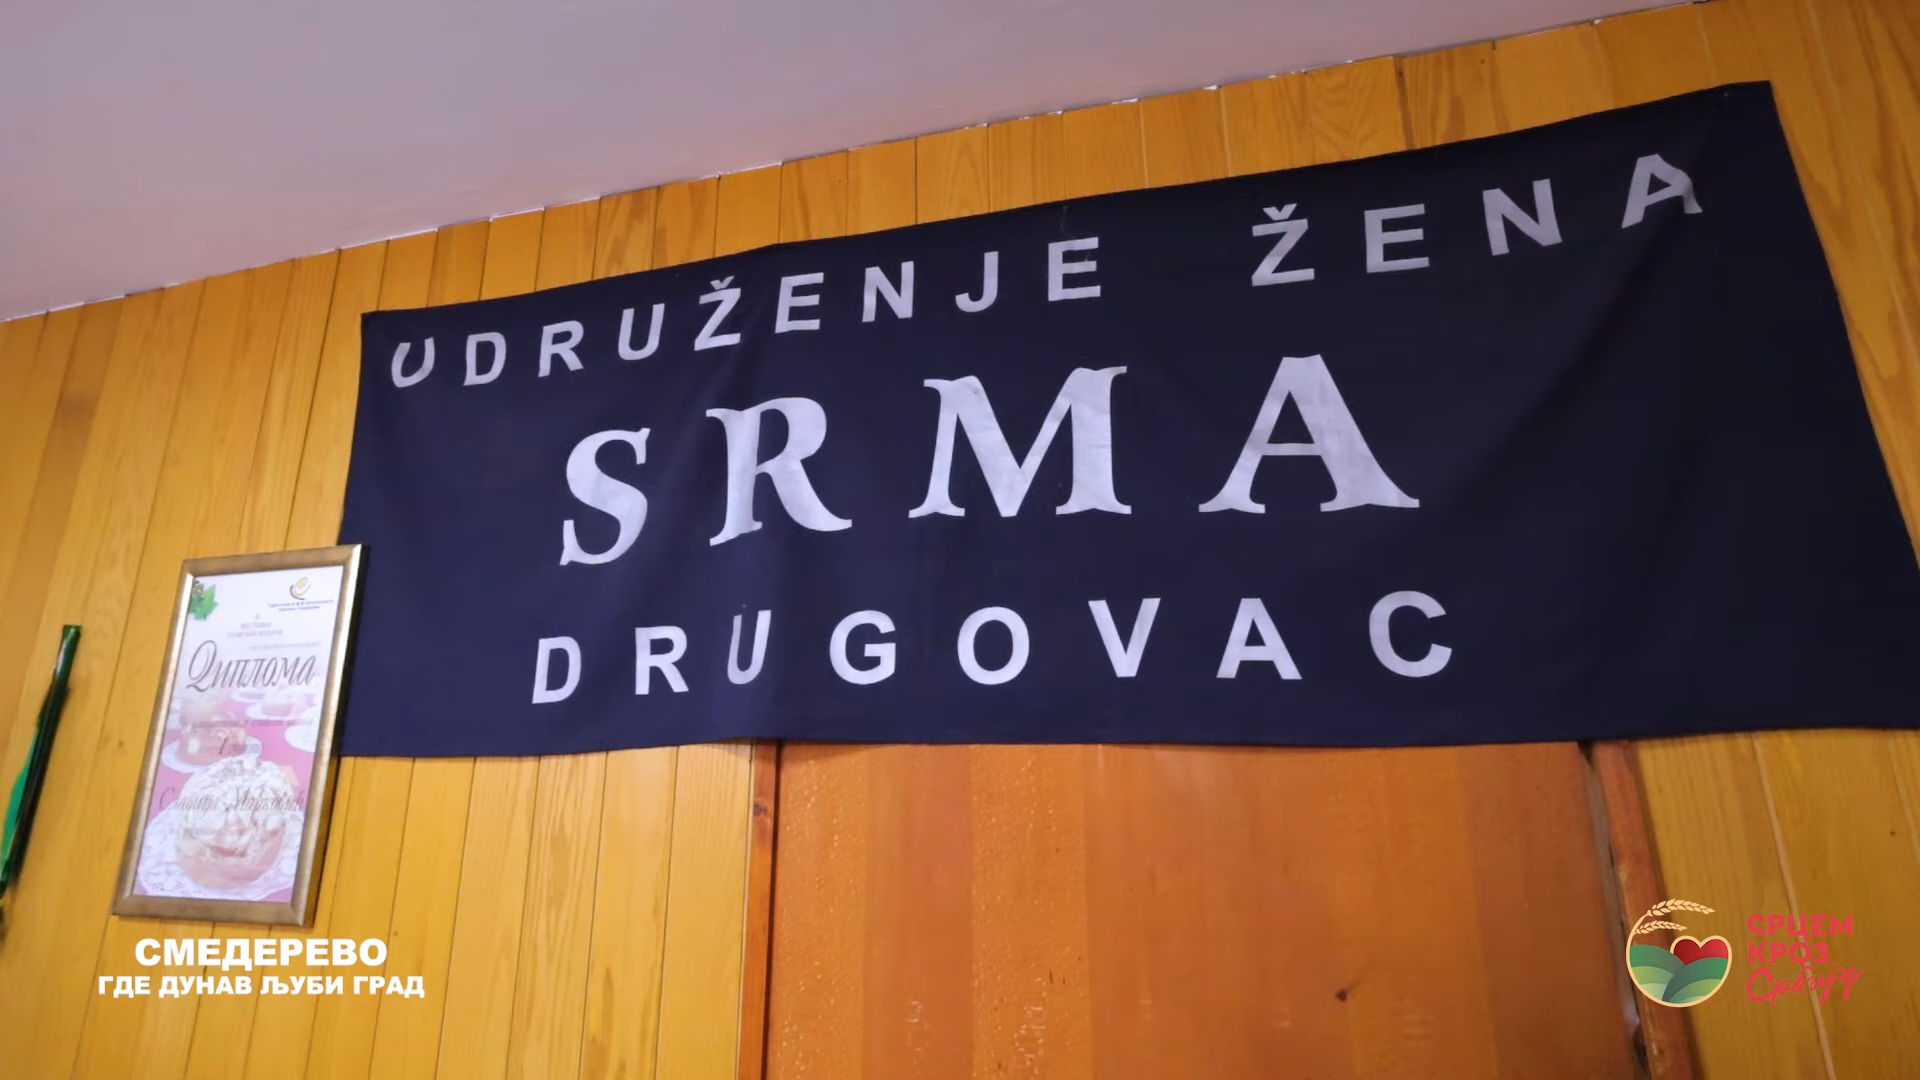 UDRUŽENJE ŽENA
SRMA
DRUGOVAC
Диплома
СМЕДЕРЕВО
ГДЕ ДУНАВ ЉУБИ ГРАД
СРЦЕМ
КРОЗ
Србију